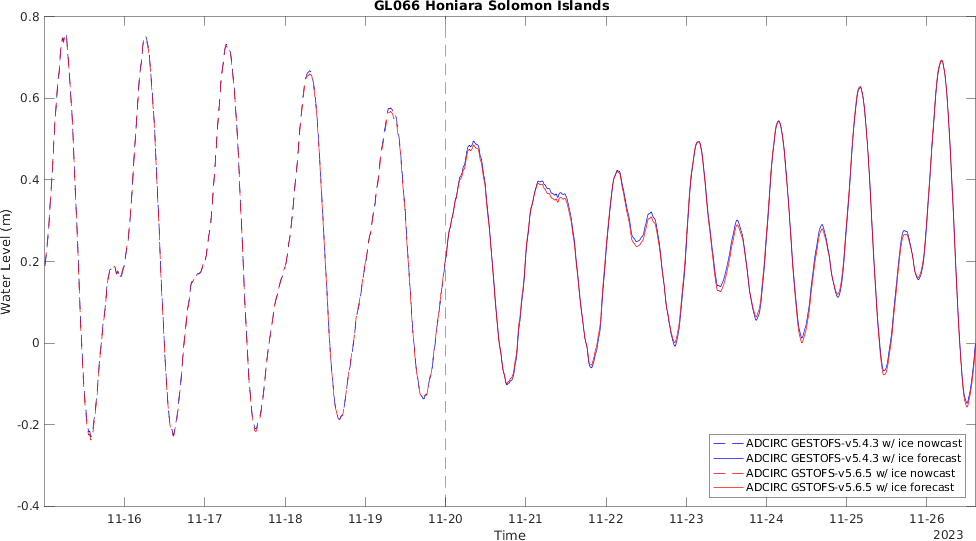 GL066 Honiara Solomon Islands
0.8
0.6
0.4
0.2
0
-0.2
-0.4
Water Level (m)
ADCIRC GESTOFS-v5.4.3 w/ ice nowcast
ADCIRC GESTOFS-v5.4.3 w/ ice forecast
ADCIRC GSTOFS-v5.6.5 w/ ice nowcast
ADCIRC GSTOFS-v5.6.5 w/ ice forecast
11-16 11-17 11-18 11-19 11-20 11-21 11-22 11-23 11-24 11-25 11-26
Time
2023